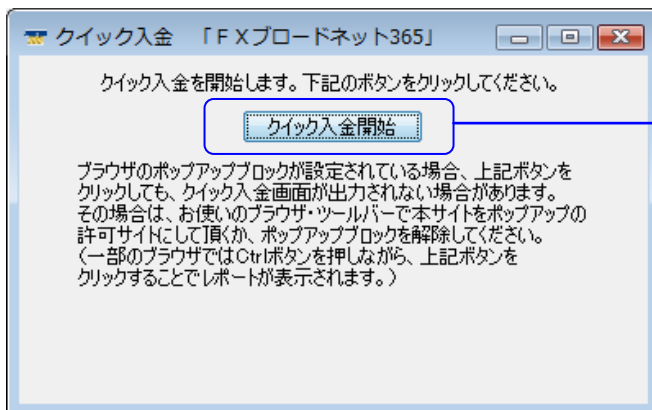 クイック入金 「ＦＸブロードネット365」
クイック入金を開始します。下記のボタンをクリックしてください。
クイック入金開始
ブラウザのポップアップブロックが設定されている場合、上記ボタンを
クリックしても、クイック入金画面が出力されない場合があります。
その場合は、お使いのブラウザ・ツールバーで本サイトをポップアップの
許可サイトにして頂くか、ポップアップブロックを解除してください。
（一部のブラウザではCtrlボタンを押しながら、上記ボタンを
クリックすることでレポートが表示されます。）